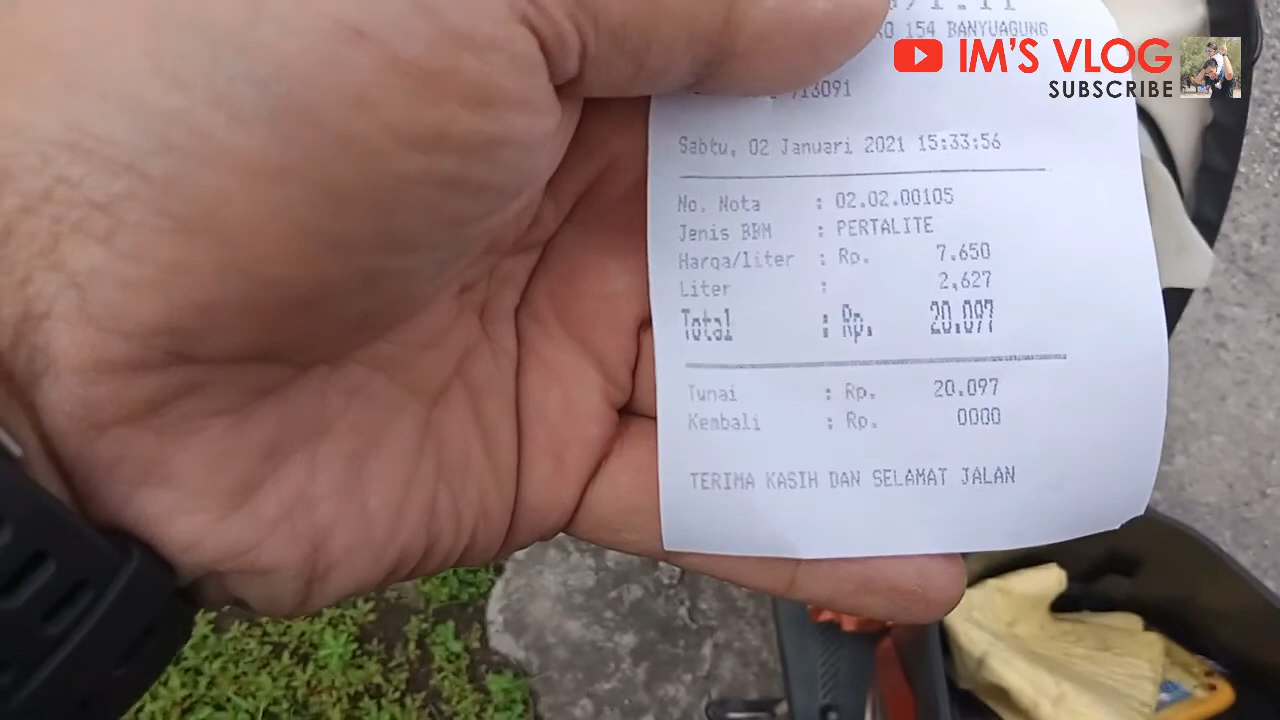 154 BANYUAGUNG
IM'S VLOG
SUBSCRIBE
713091
Sabtu, 02 Januari 2021 15:33:56
No. Nota : 02.02.00105
Jenis BBM : PERTALITE
Harga/liter : Rp. 7.650
Liter : 2,627
Total : Rp. 20.097
Tunai : Rp. 20.097
Kembali : Rp. 0000
TERIMA KASIH DAN SELAMAT JALAN